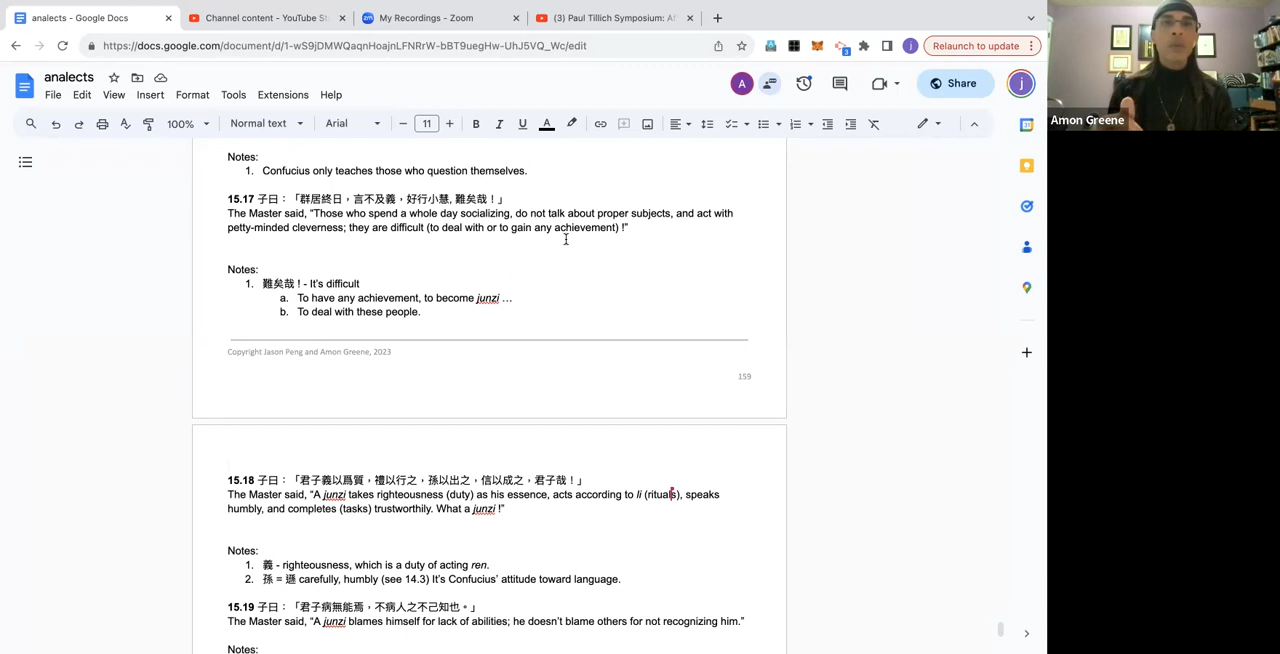 analects - Google Docs
Channel content - YouTube St
My Recordings - Zoom
(3) Paul Tillich Symposium: Af
https://docs.google.com/document/d/1-wS9jDMWQaqnHoajnLFNRrW-bBT9uegHw-UhJ5VQ_Wc/edit
3
j
Relaunch to update
analects
A
Share
j
File Edit View Insert Format Tools Extensions Help
100%
Normal text
Arial
11
B I U A
Notes:
1. Confucius only teaches those who question themselves.
15.17 子曰：「群居終日，言不及義，好行小慧, 難矣哉！」
The Master said, “Those who spend a whole day socializing, do not talk about proper subjects, and act with
petty-minded cleverness; they are difficult (to deal with or to gain any achievement) !”
Notes:
1. 難矣哉 ! - It’s difficult
a. To have any achievement, to become junzi …
b. To deal with these people.
Copyright Jason Peng and Amon Greene, 2023
159
15.18 子曰：「君子義以爲質，禮以行之，孫以出之，信以成之，君子哉！」
The Master said, “A junzi takes righteousness (duty) as his essence, acts according to li (rituals), speaks
humbly, and completes (tasks) trustworthily. What a junzi !”
Notes:
1. 義 - righteousness, which is a duty of acting ren.
2. 孫 = 遜 carefully, humbly (see 14.3) It’s Confucius’ attitude toward language.
15.19 子曰：「君子病無能焉，不病人之不己知也。」
The Master said, “A junzi blames himself for lack of abilities; he doesn’t blame others for not recognizing him.”
Notes:
Amon Greene